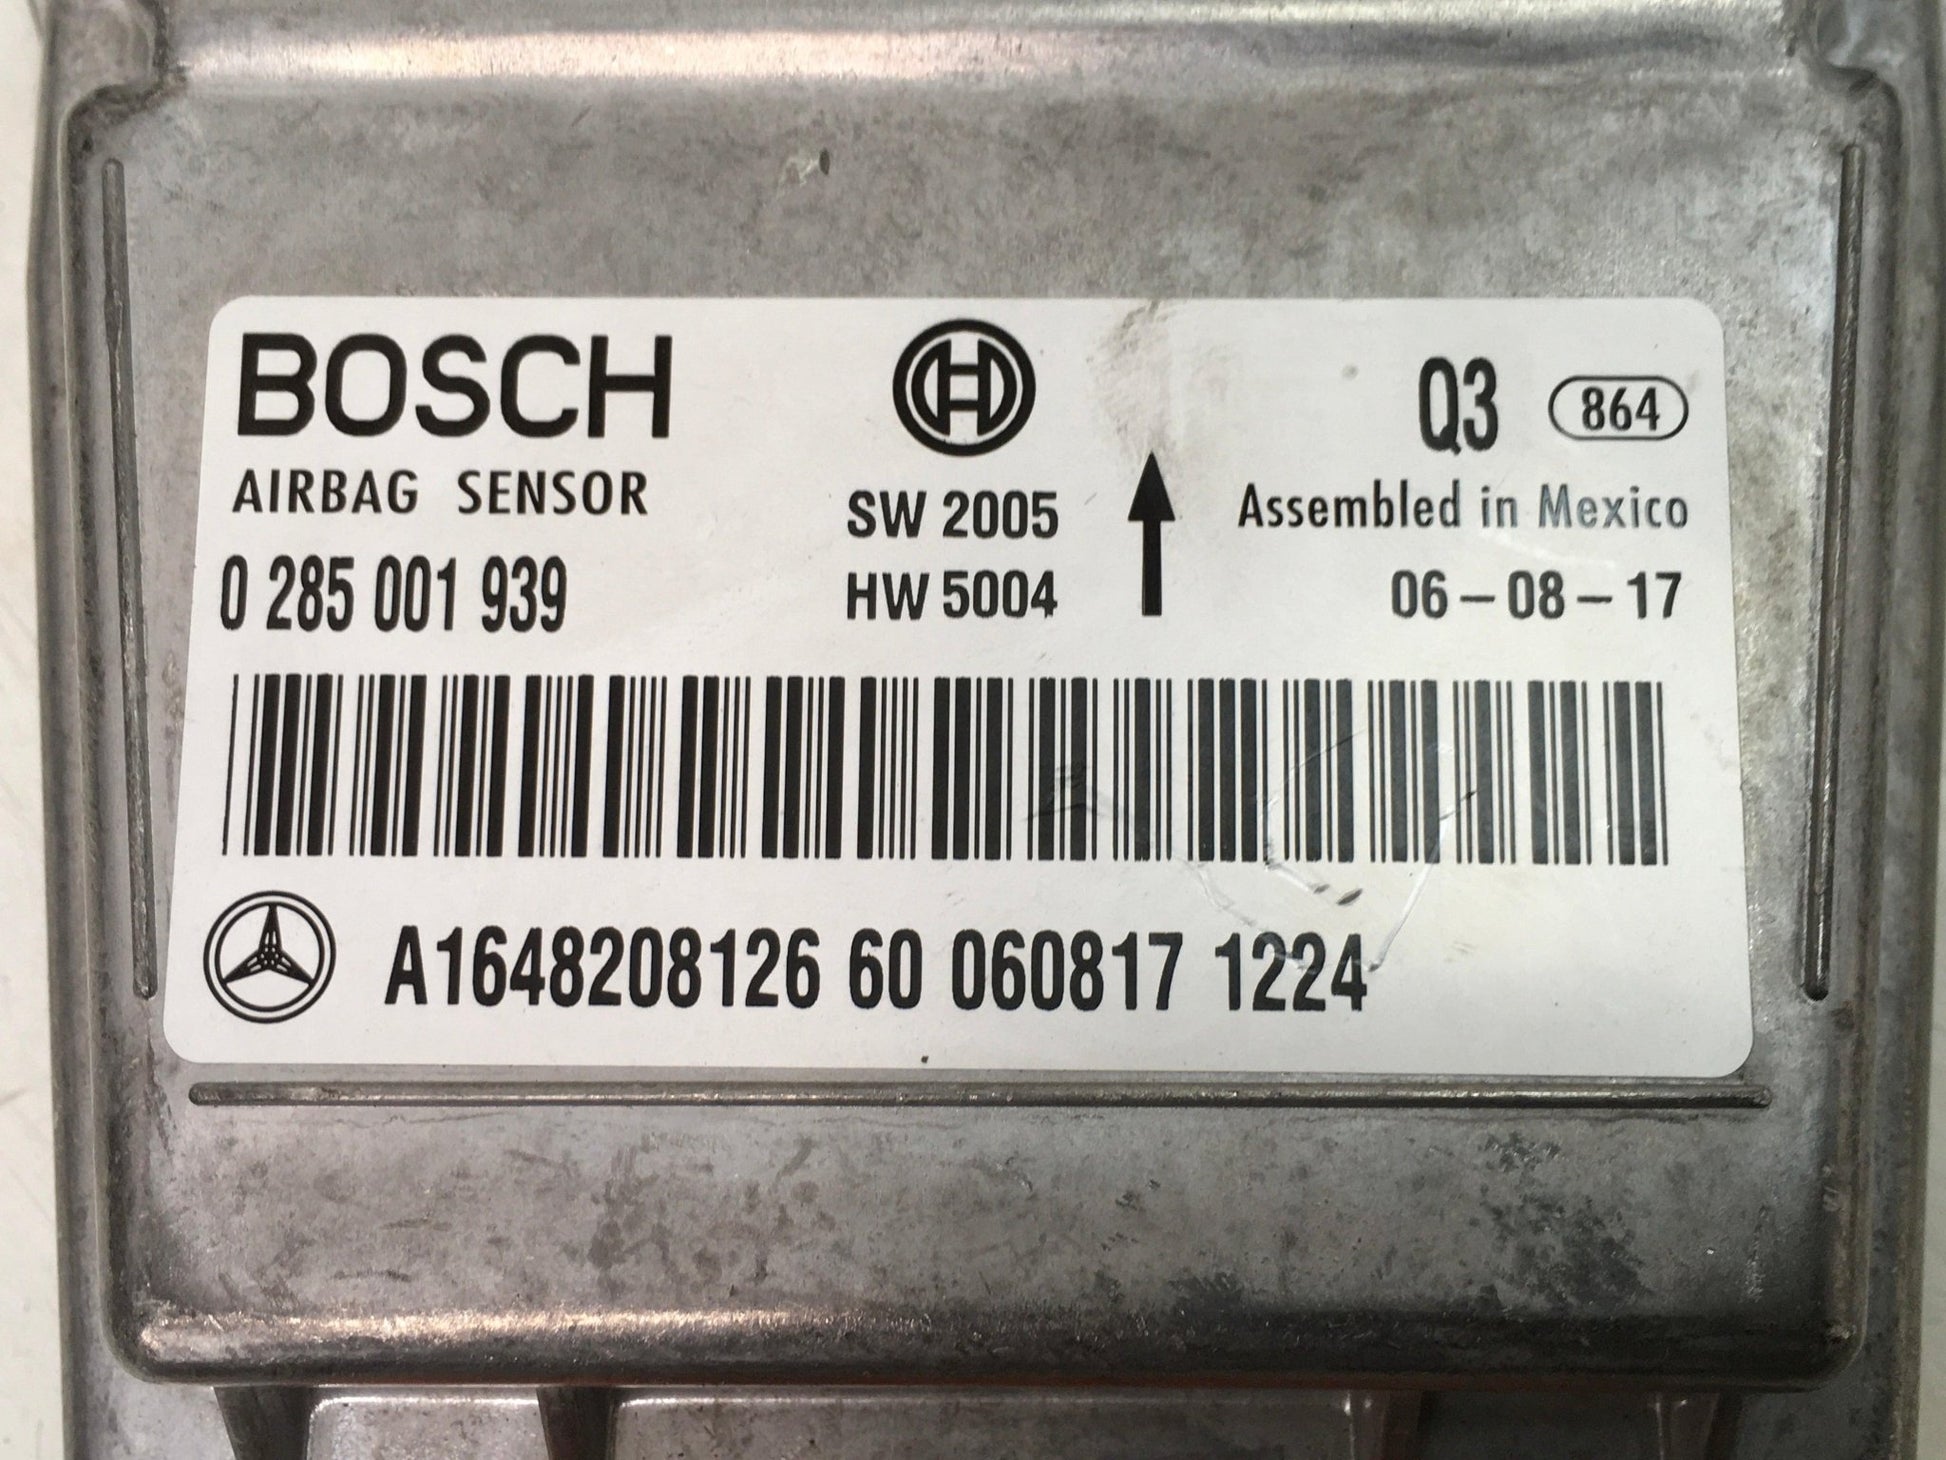 BOSCH
Q3 864
AIRBAG SENSOR
SW 2005
Assembled in Mexico
0 285 001 939
HW 5004
06-08-17
A1648208126 60 060817 1224